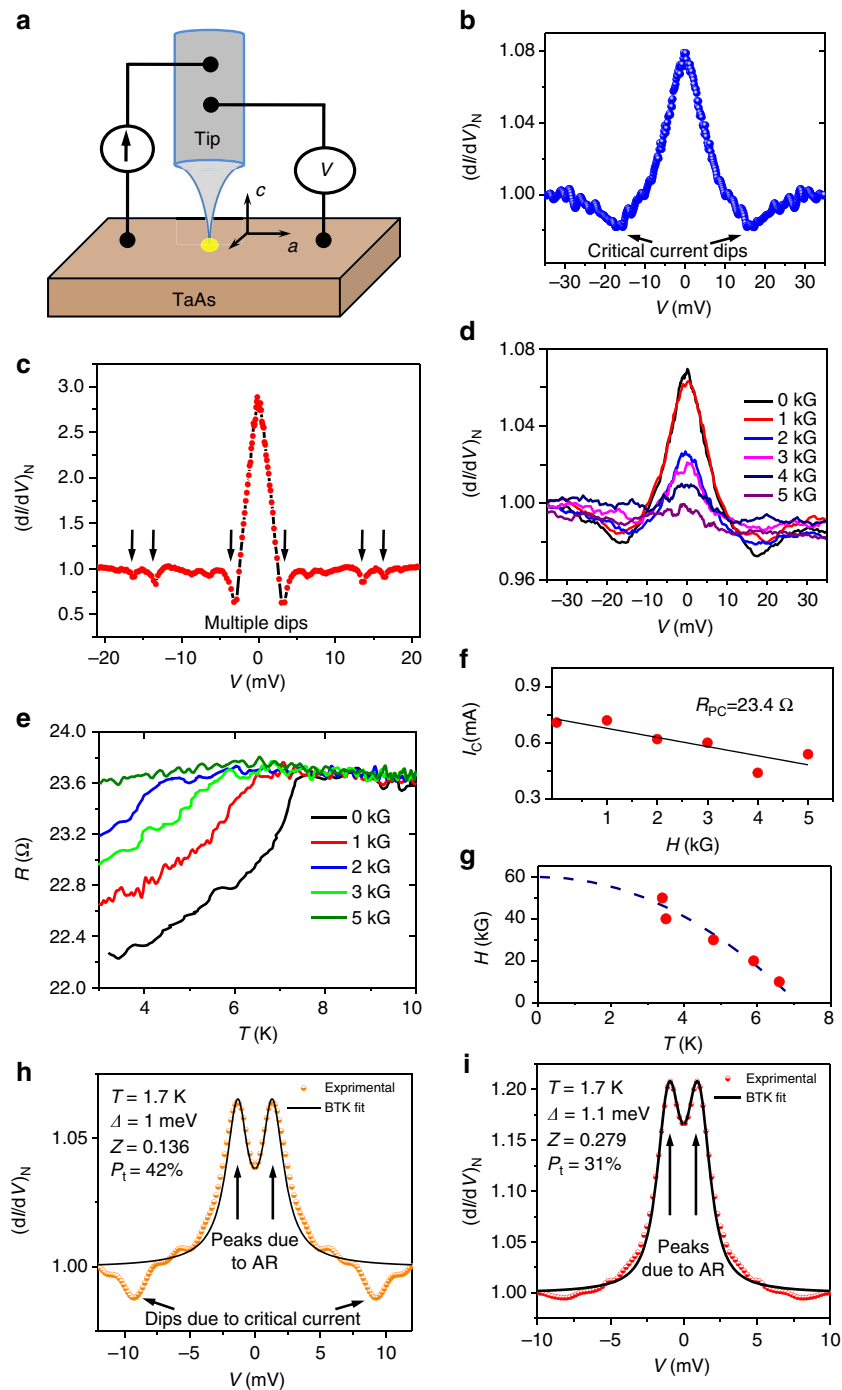 a
Tip
V
c
a
TaAs
b
1.08
1.04
1.00
(dI/dV)N
Critical current dips
−30 −20 −10 0 10 20 30
V (mV)
c
3.0
2.5
2.0
1.5
1.0
0.5
(dI/dV)N
Multiple dips
−20 −10 0 10 20
V (mV)
d
1.08
1.04
1.00
0.96
(dI/dV)N
0 kG
1 kG
2 kG
3 kG
4 kG
5 kG
−30 −20 −10 0 10 20 30
V (mV)
e
24.0
23.6
23.2
22.8
22.4
22.0
R (Ω)
0 kG
1 kG
2 kG
3 kG
5 kG
4 6 8 10
T (K)
f
0.9
0.6
0.3
IC(mA)
RPC=23.4 Ω
1 2 3 4 5
H (kG)
g
60
40
20
0
H (kG)
0 2 4 6 8
T (K)
h
1.05
1.00
(dI/dV)N
T = 1.7 K
Δ = 1 meV
Z = 0.136
Pt = 42%
Exprimental
BTK fit
Peaks due
to AR
Dips due to critical current
−10 −5 0 5 10
V (mV)
i
1.20
1.15
1.10
1.05
1.00
(dI/dV)N
T = 1.7 K
Δ = 1.1 meV
Z = 0.279
Pt = 31%
Exprimental
BTK fit
Peaks
due to AR
−10 −5 0 5 10
V (mV)